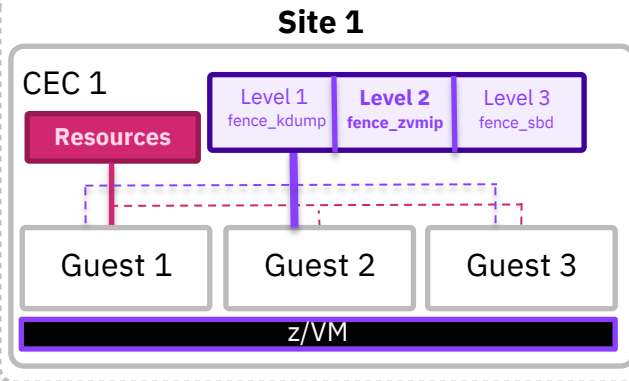 Site 1
CEC 1
Level 1
fence_kdump
Level 2
fence_zvmip
Level 3
fence_sbd
Resources
Guest 1
Guest 2
Guest 3
z/VM